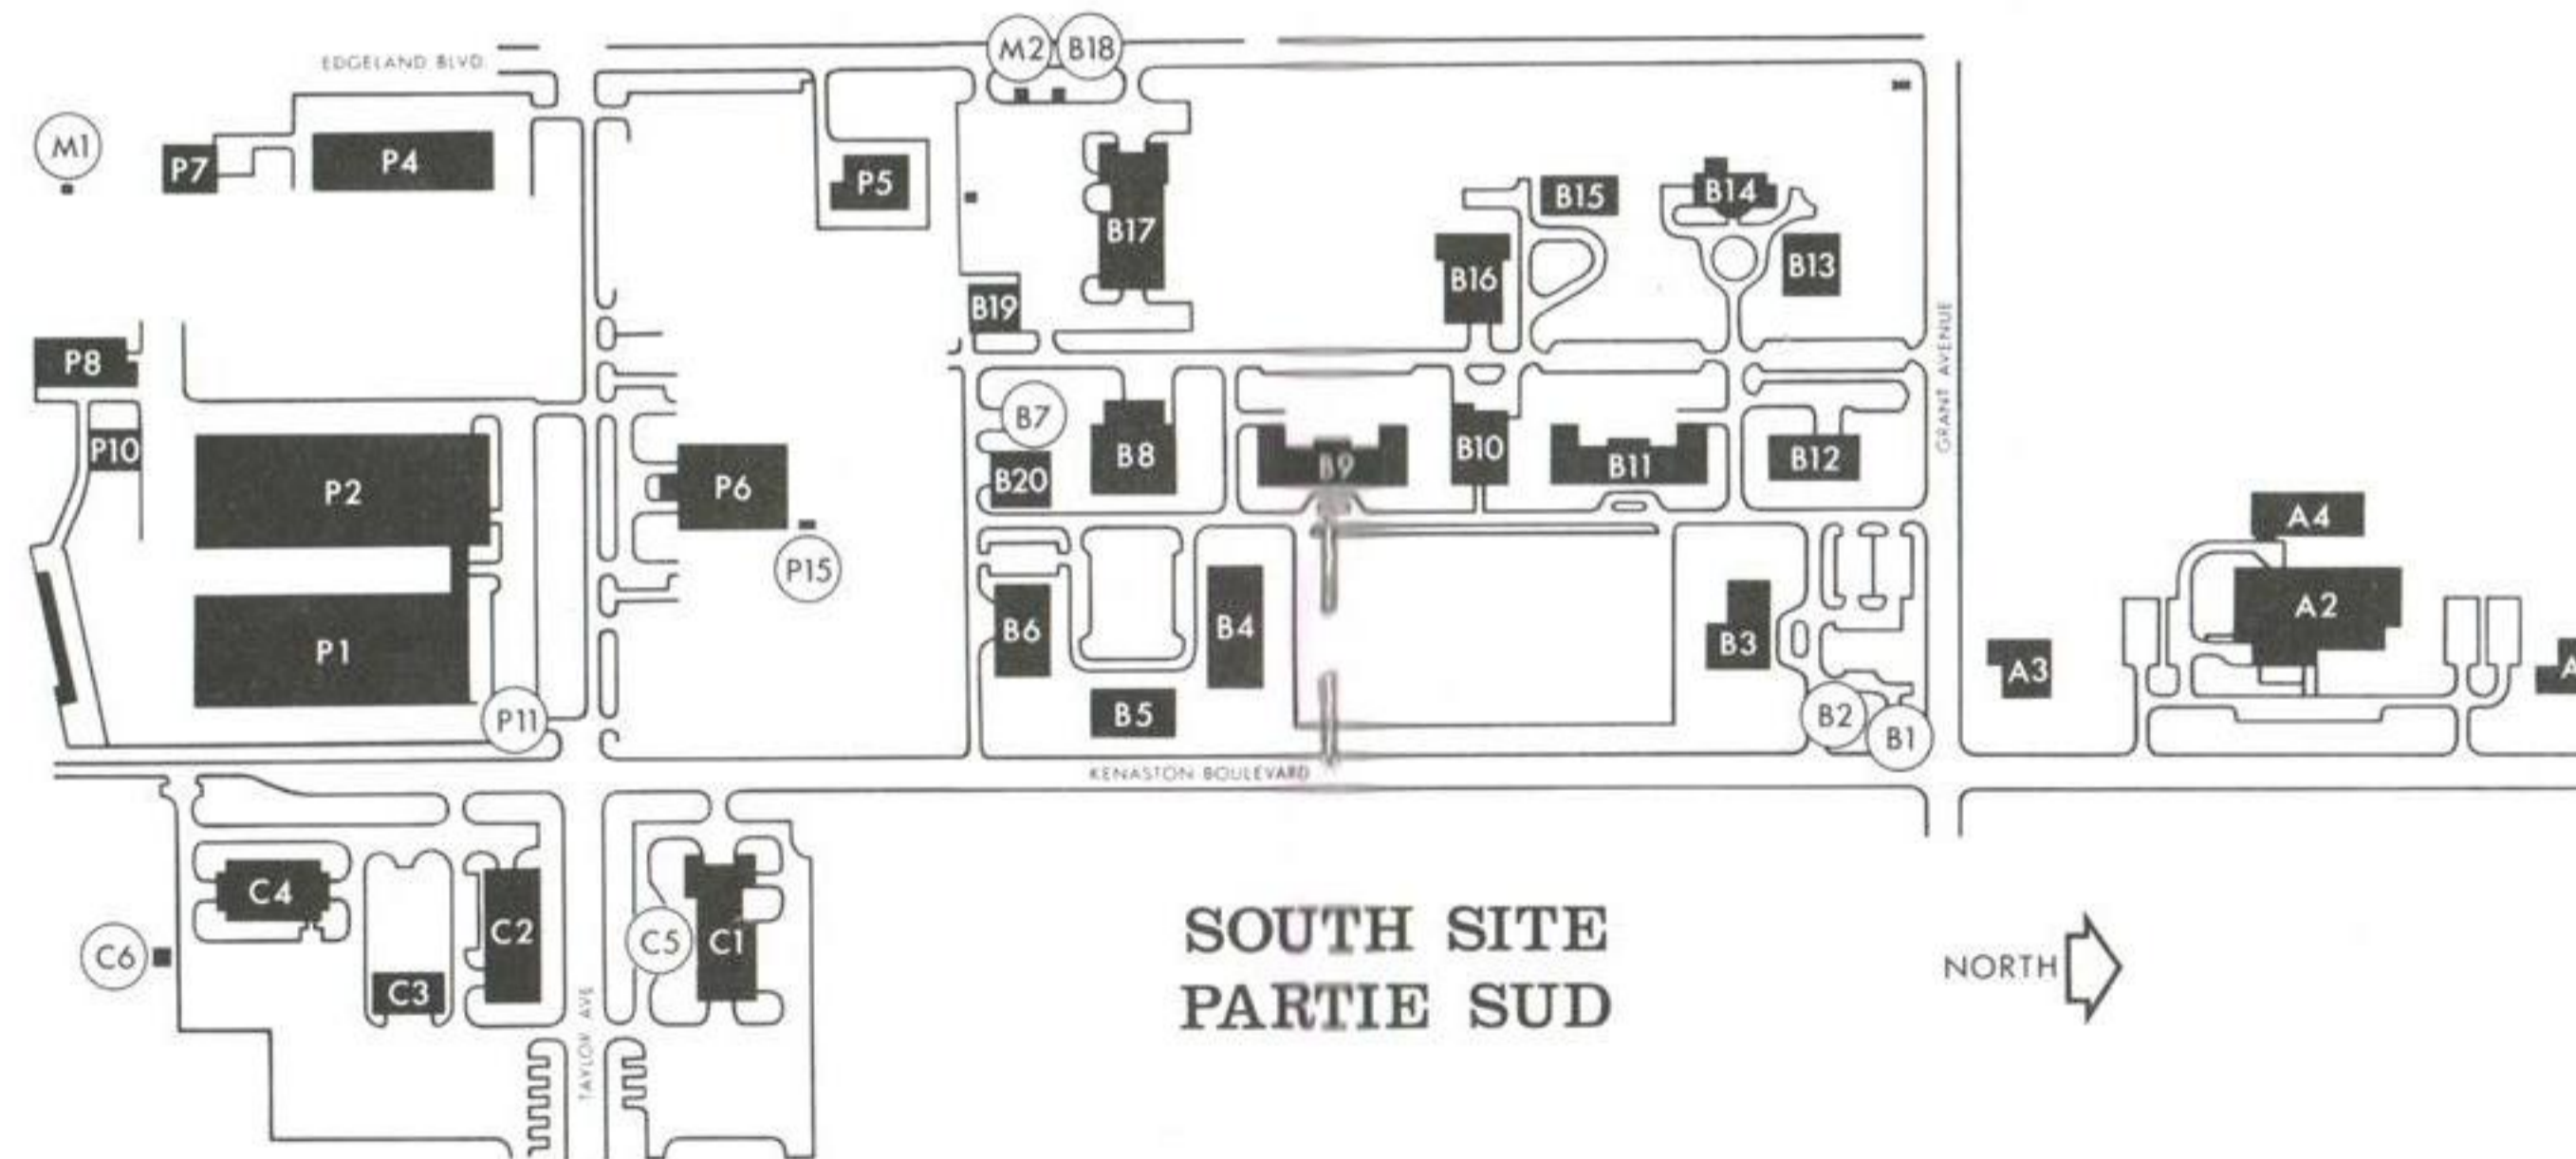 M2 B18
EDGELAND BLVD.
M1
P7 P4 P5
B17
B15 B14
B16 B13
B19
P8
GRANT AVENUE
B7
P10 P2 P6 B20 B8 B9 B10 B11 B12
A4
P15
P1 B6 B4 B3 A3 A2
B5
P11 B2 B1
KENASTON BOULEVARD
C4 C2 C5 C1
C6 C3
TAYLOR AVE
SOUTH SITE
PARTIE SUD
NORTH